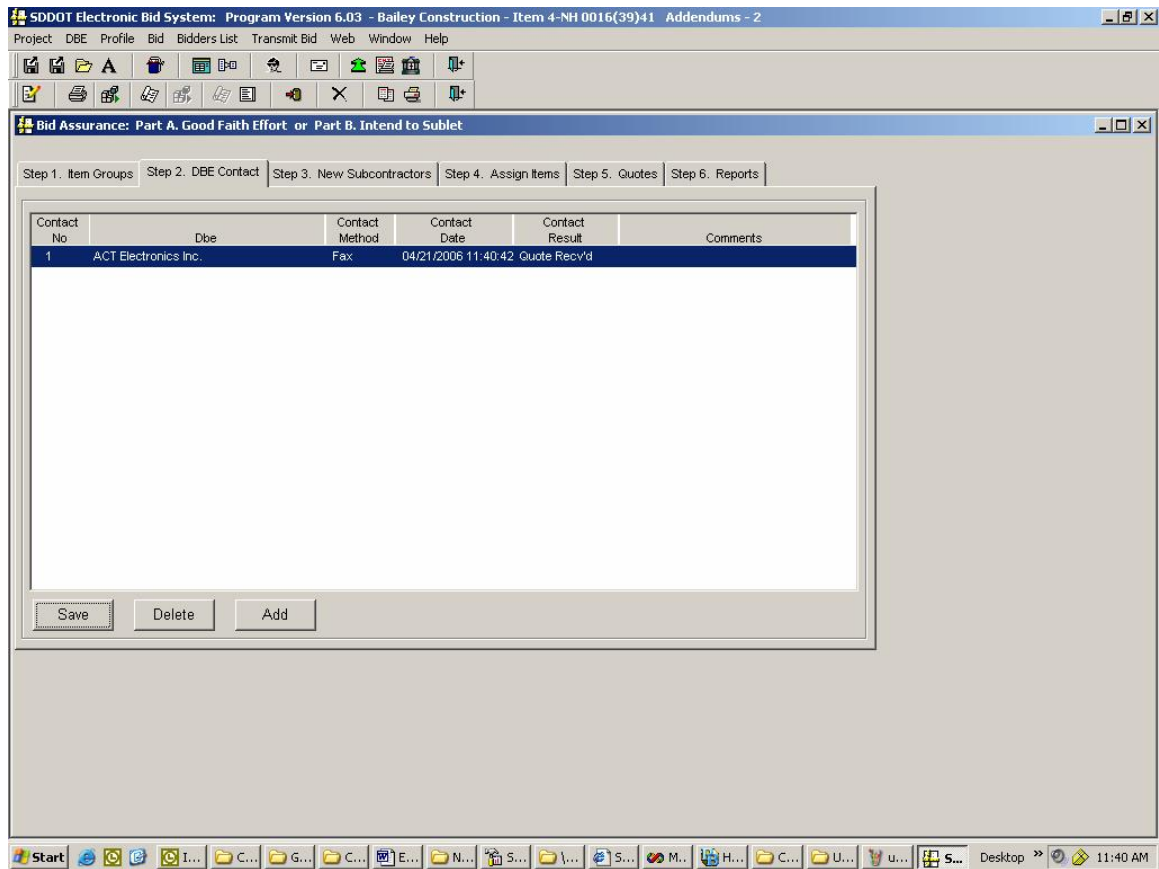 SDDOT Electronic Bid System: Program Version 6.03 - Bailey Construction - Item 4-NH 0016(39)41 Addendums - 2
Project DBE Profile Bid Bidders List Transmit Bid Web Window Help
A
Bid Assurance: Part A. Good Faith Effort or Part B. Intend to Sublet
Step 1. Item Groups Step 2. DBE Contact Step 3. New Subcontractors Step 4. Assign Items Step 5. Quotes Step 6. Reports
Contact Contact Contact Contact
No Dbe Method Date Result Comments
1 ACT Electronics Inc. Fax 04/21/2006 11:40:42 Quote Recv'd
Save Delete Add
Start I... C... G... C... E... N... S... \... S... M.. H... C... U... u... S... Desktop » 11:40 AM